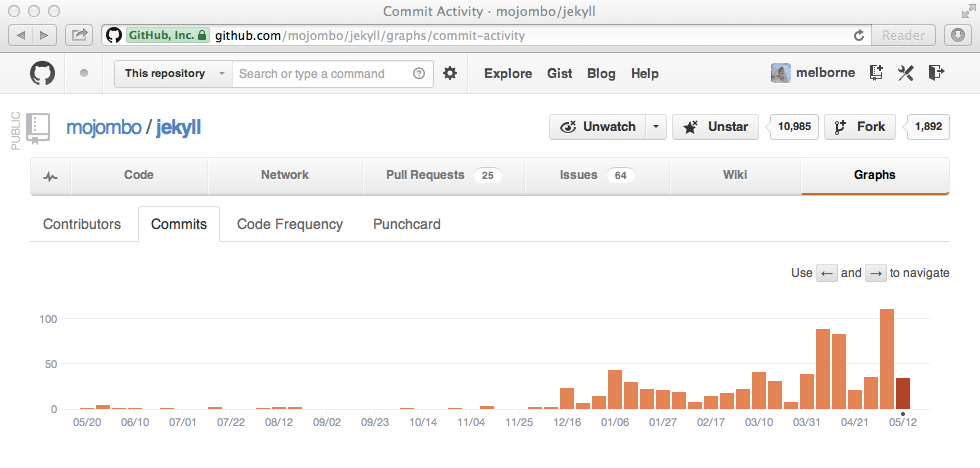 Commit Activity · mojombo/jekyll
GitHub, Inc. github.com/mojombo/jekyll/graphs/commit-activity Reader
This repository Search or type a command Explore Gist Blog Help melborne
PUBLIC mojombo / jekyll Unwatch Unstar 10,985 Fork 1,892
Code Network Pull Requests 25 Issues 64 Wiki Graphs
Contributors Commits Code Frequency Punchcard
Use ← and → to navigate
100
50
0
05/20 06/10 07/01 07/22 08/12 09/02 09/23 10/14 11/04 11/25 12/16 01/06 01/27 02/17 03/10 03/31 04/21 05/12